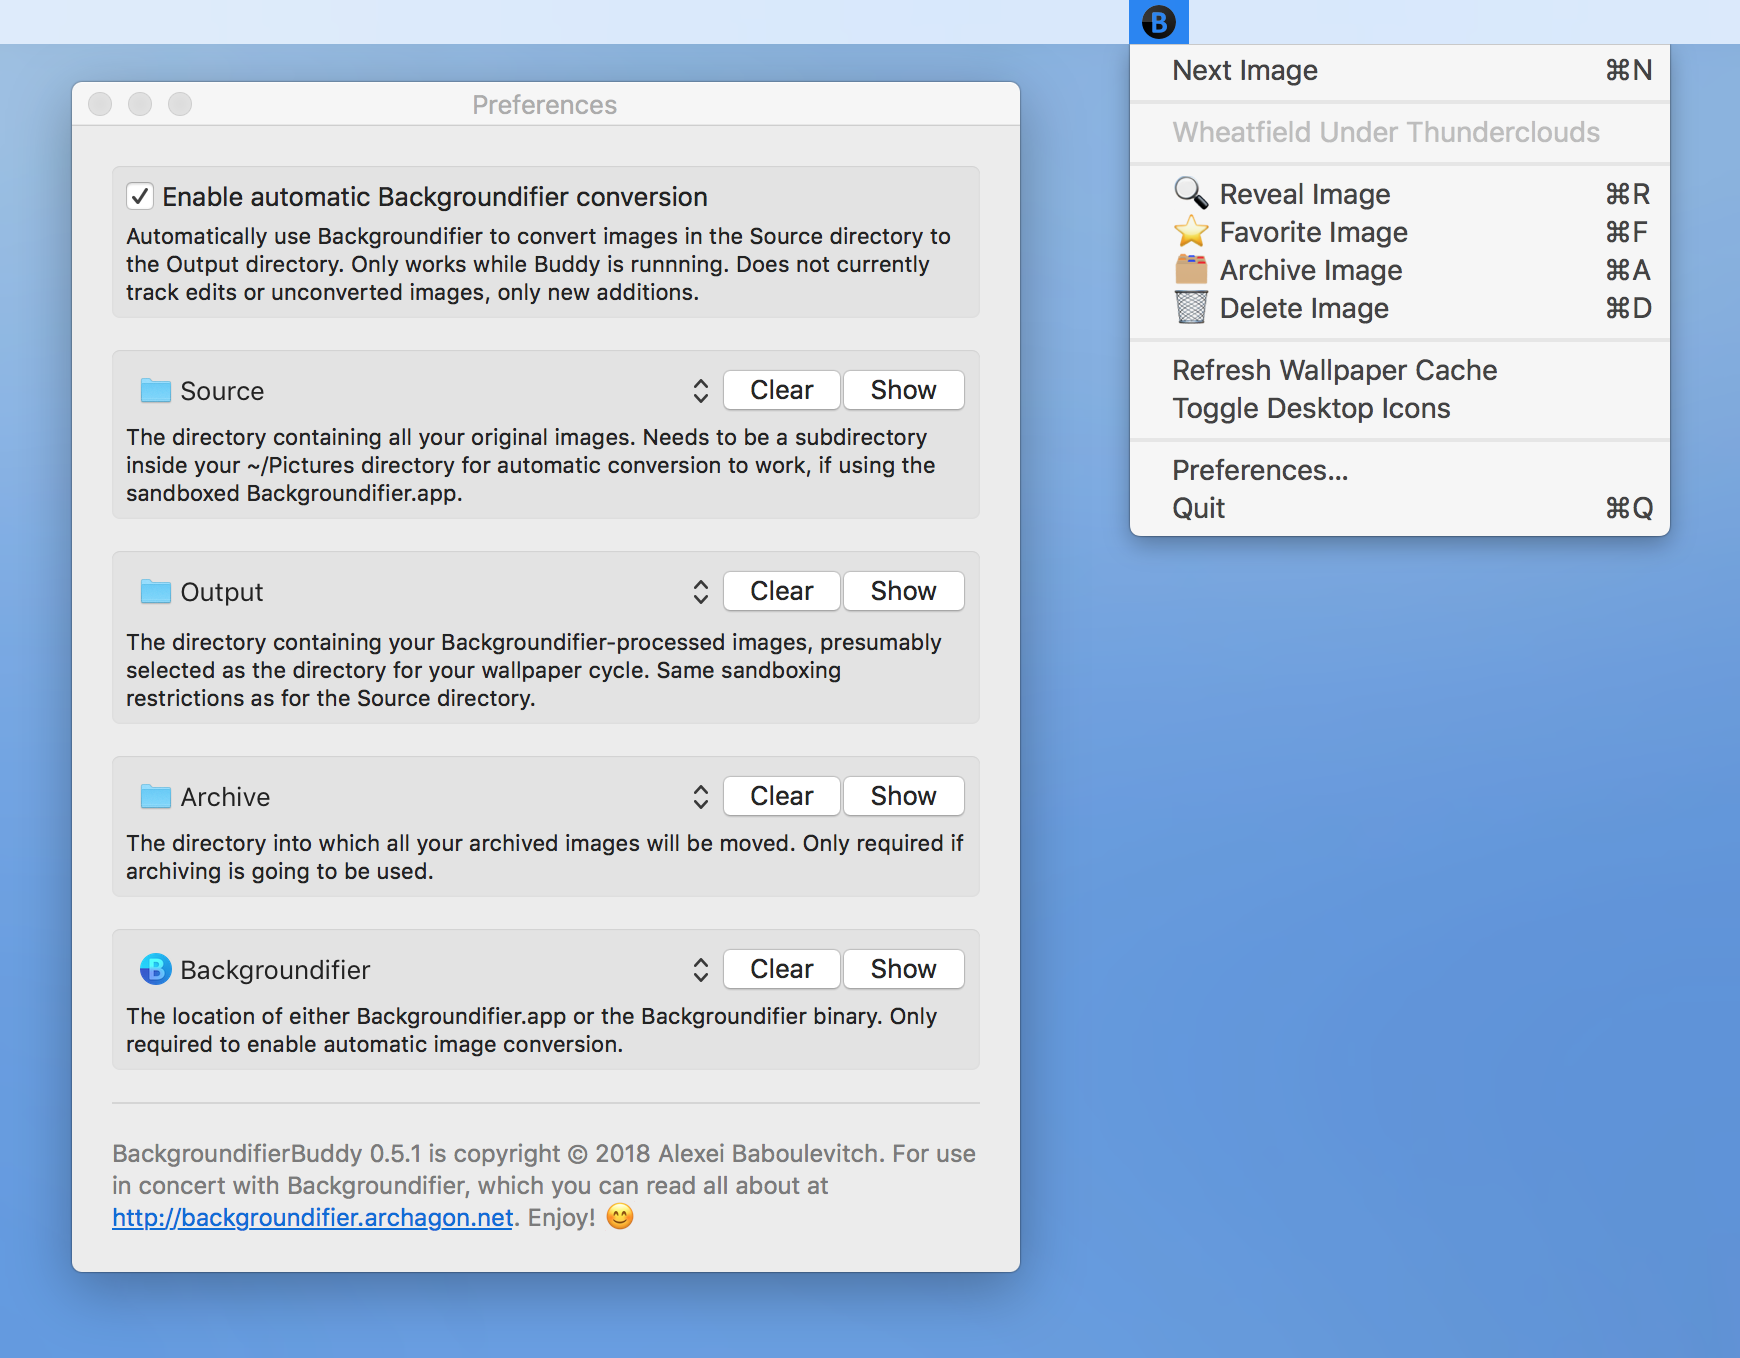 B
Next Image ⌘N
Wheatfield Under Thunderclouds
Reveal Image ⌘R
Favorite Image ⌘F
Archive Image ⌘A
Delete Image ⌘D
Refresh Wallpaper Cache
Toggle Desktop Icons
Preferences...
Quit ⌘Q
Preferences
Enable automatic Backgroundifier conversion
Automatically use Backgroundifier to convert images in the Source directory to
the Output directory. Only works while Buddy is runnning. Does not currently
track edits or unconverted images, only new additions.
Source Clear Show
The directory containing all your original images. Needs to be a subdirectory
inside your ~/Pictures directory for automatic conversion to work, if using the
sandboxed Backgroundifier.app.
Output Clear Show
The directory containing your Backgroundifier-processed images, presumably
selected as the directory for your wallpaper cycle. Same sandboxing
restrictions as for the Source directory.
Archive Clear Show
The directory into which all your archived images will be moved. Only required if
archiving is going to be used.
B Backgroundifier Clear Show
The location of either Backgroundifier.app or the Backgroundifier binary. Only
required to enable automatic image conversion.
BackgroundifierBuddy 0.5.1 is copyright © 2018 Alexei Baboulevitch. For use
in concert with Backgroundifier, which you can read all about at
http://backgroundifier.archagon.net. Enjoy! 😊